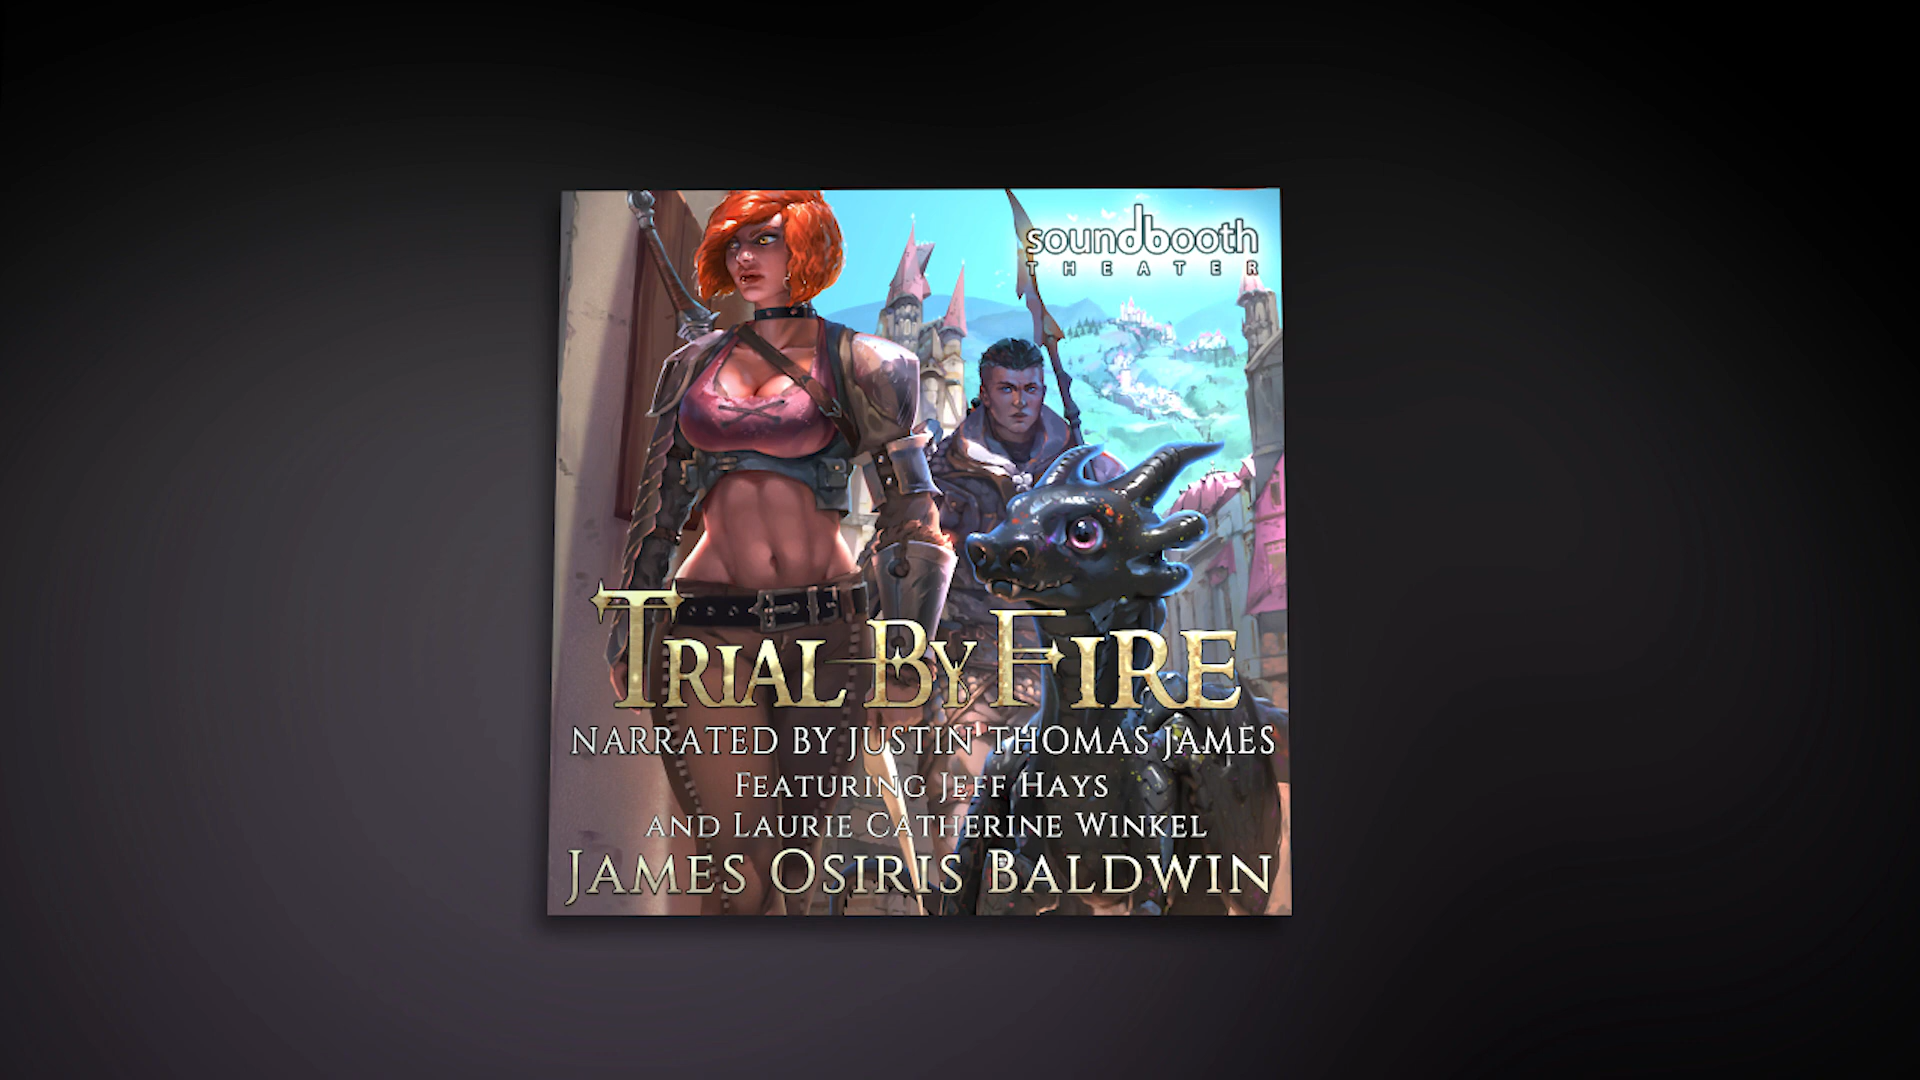 soundbooth
THEATER
TRIAL BY FIRE
NARRATED BY JUSTIN THOMAS JAMES
FEATURING JEFF HAYS
AND LAURIE CATHERINE WINKEL
JAMES OSIRIS BALDWIN